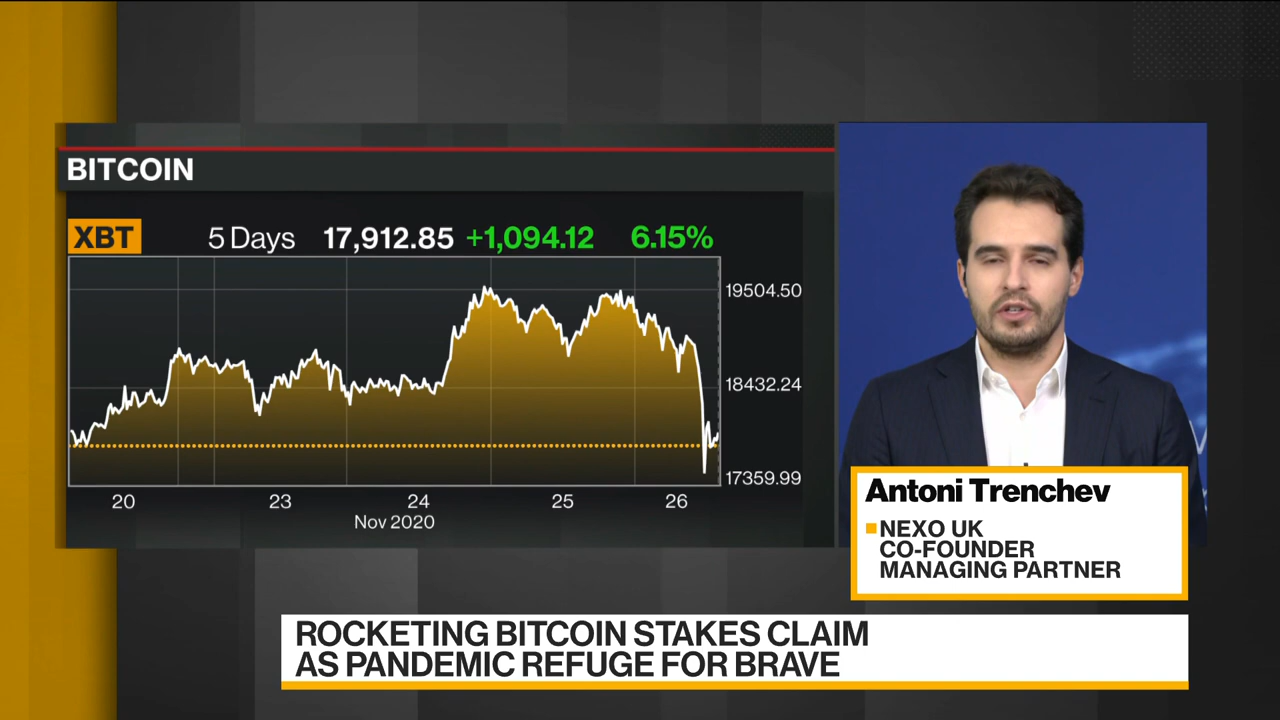 BITCOIN
XBT 5 Days 17,912.85 +1,094.12 6.15%
19504.50
18432.24
17359.99
20 23 24 25 26
Nov 2020
Antoni Trenchev
NEXO UK
CO-FOUNDER
MANAGING PARTNER
ROCKETING BITCOIN STAKES CLAIM
AS PANDEMIC REFUGE FOR BRAVE